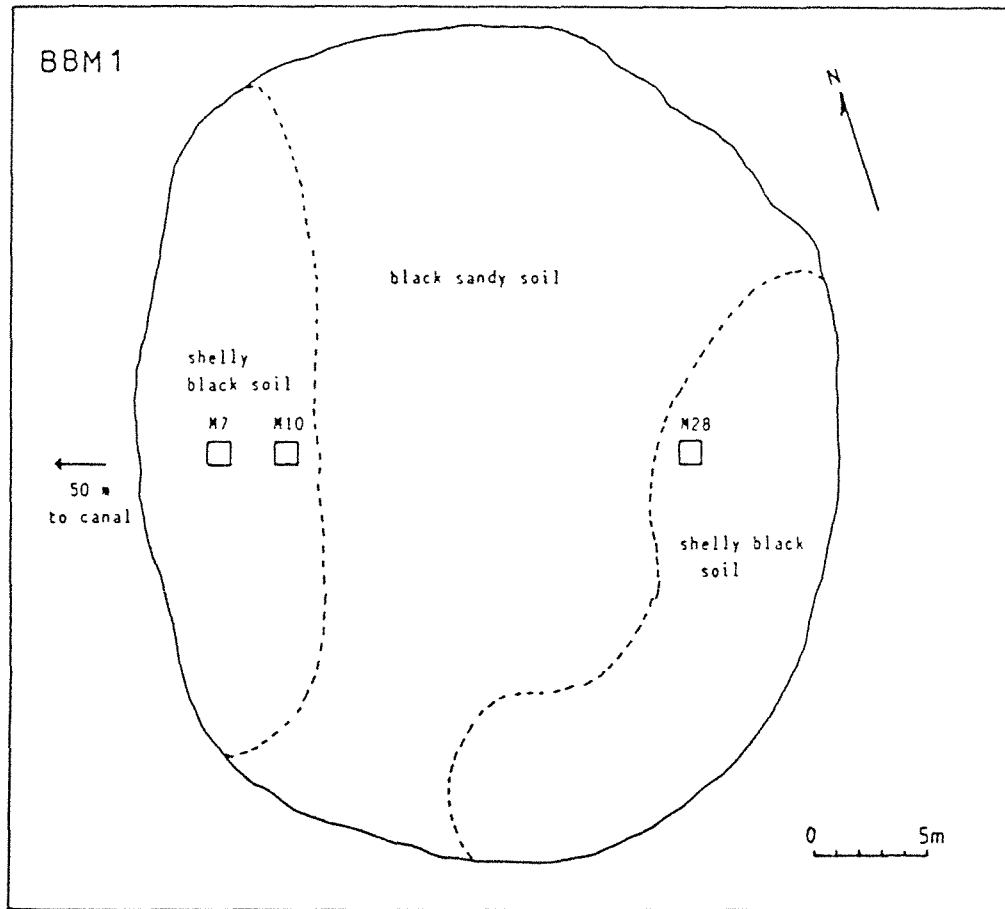 BBM1
N
black sandy soil
shelly
black soil
M7 M10
M28
50 m
to canal
shelly black
soil
0 5m